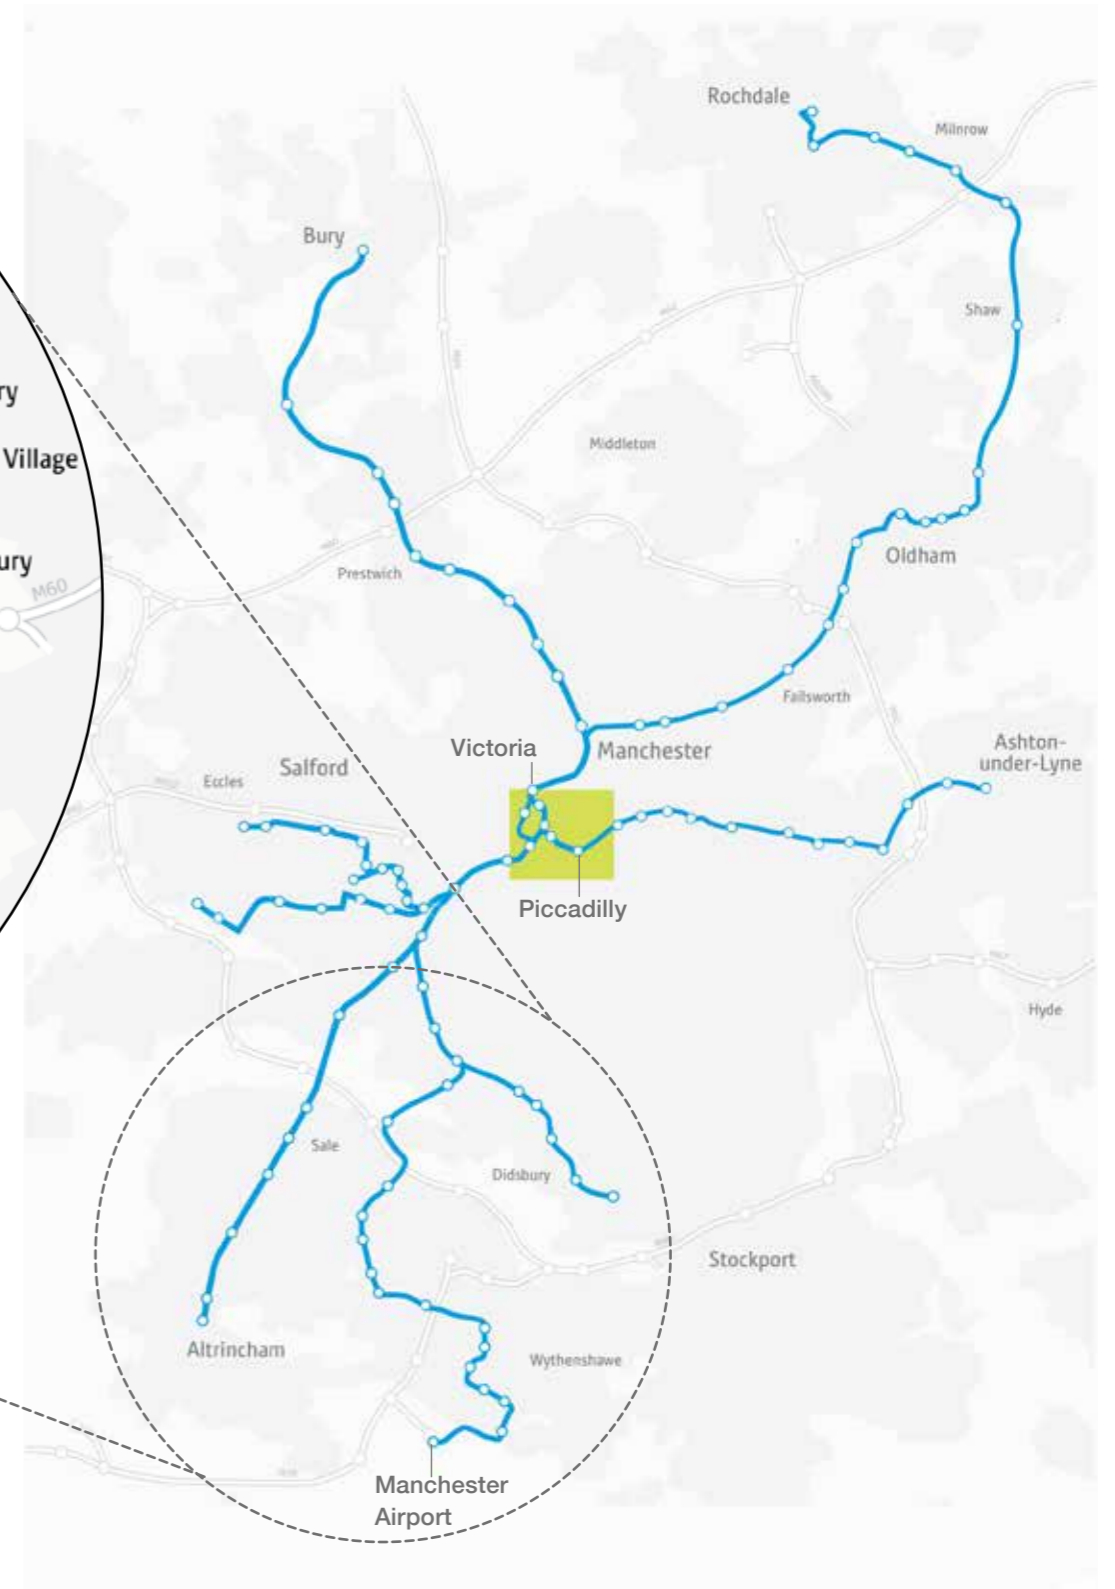 Rochdale
Milnrow
Bury
Shaw
ry
Village
Middleton
ury
M60
Prestwich
Oldham
Failsworth
Victoria
Manchester
Salford
Eccles
Ashton-
under-Lyne
Piccadilly
Hyde
Sale
Didsbury
Stockport
Altrincham
Wythenshawe
Manchester
Airport